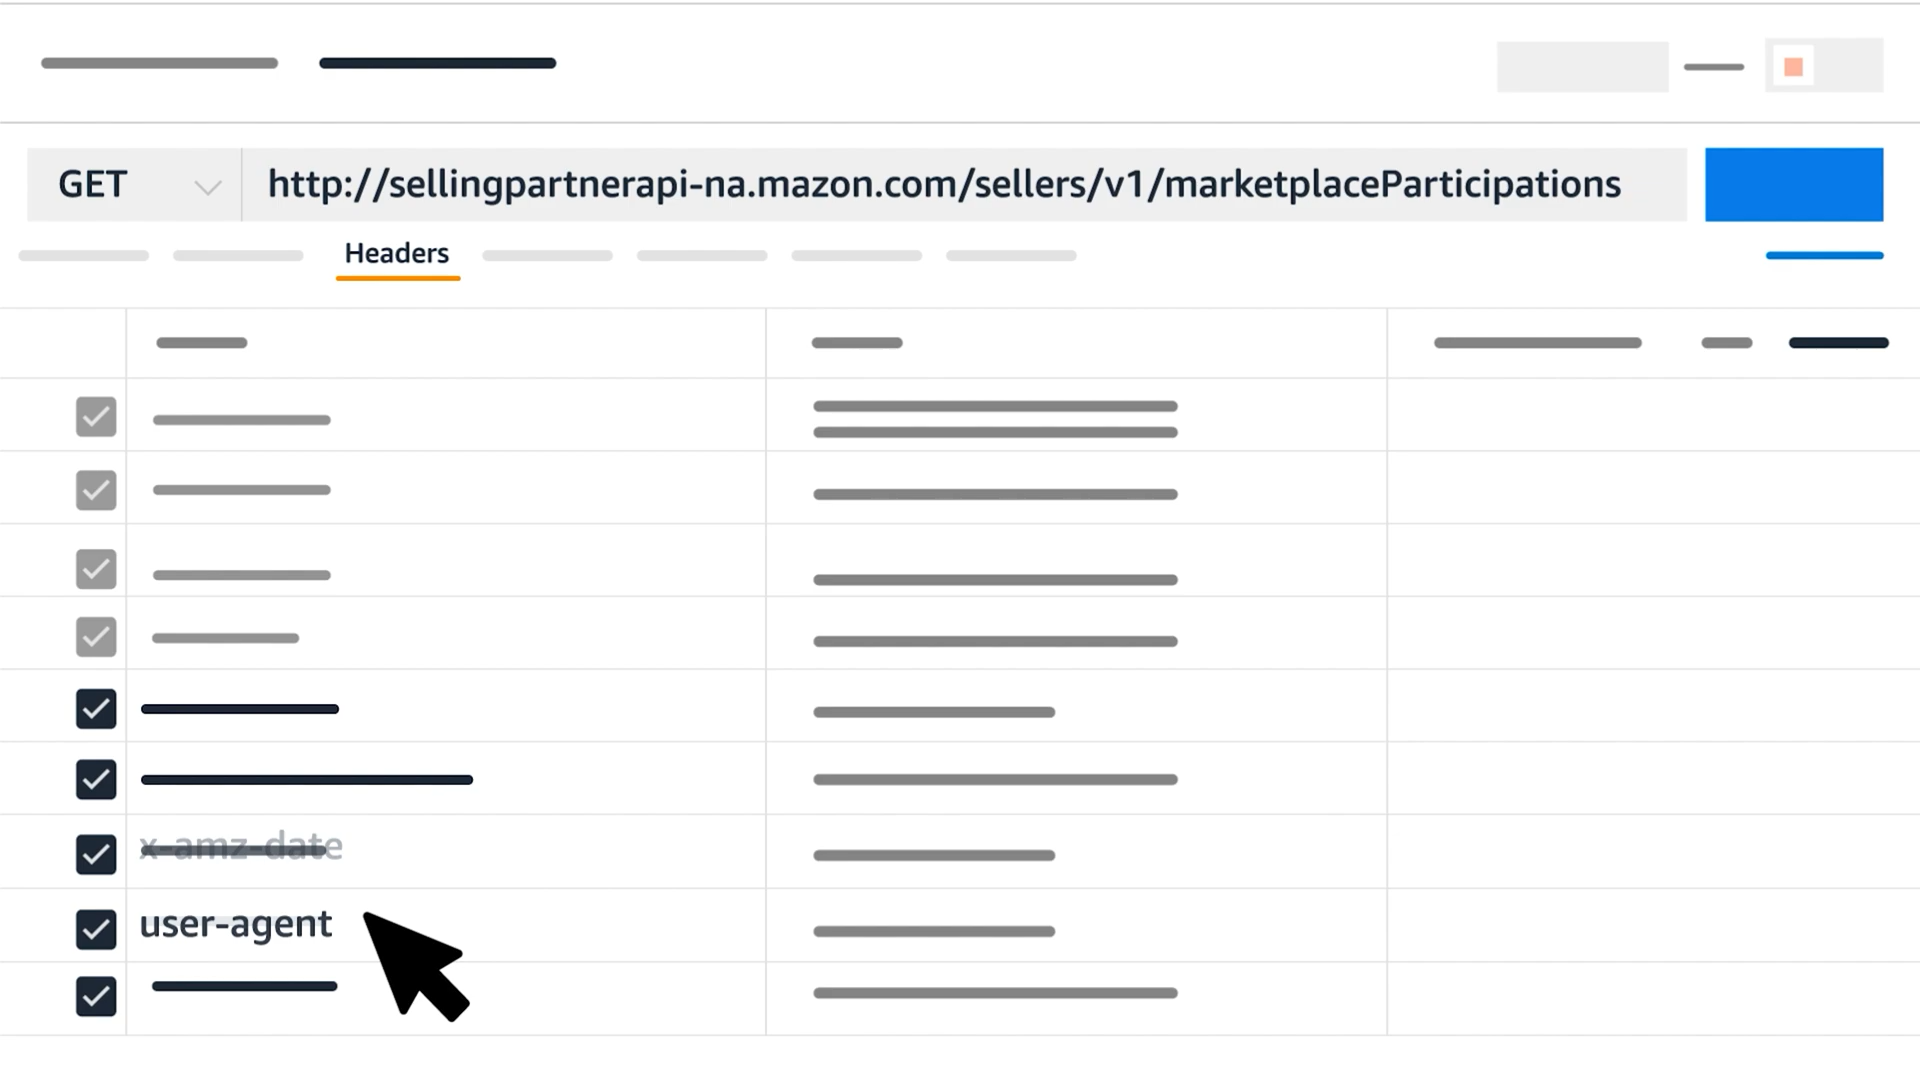 GET http://sellingpartnerapi-na.mazon.com/sellers/v1/marketplaceParticipations
Headers
x-amz-date
user-agent